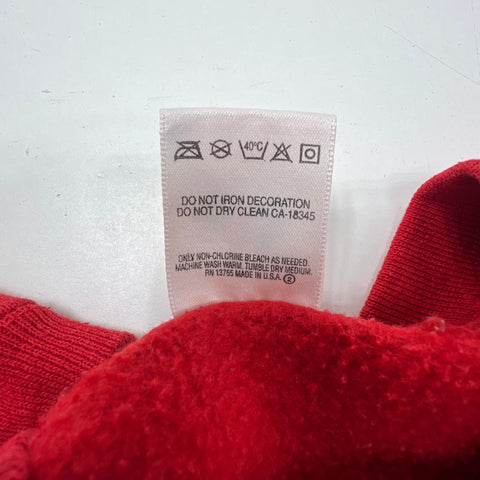 40°C
DO NOT IRON DECORATION
DO NOT DRY CLEAN CA-18345
ONLY NON-CHLORINE BLEACH AS NEEDED.
MACHINE WASH WARM. TUMBLE DRY MEDIUM.
RN 13765 MADE IN U.S.A. ②